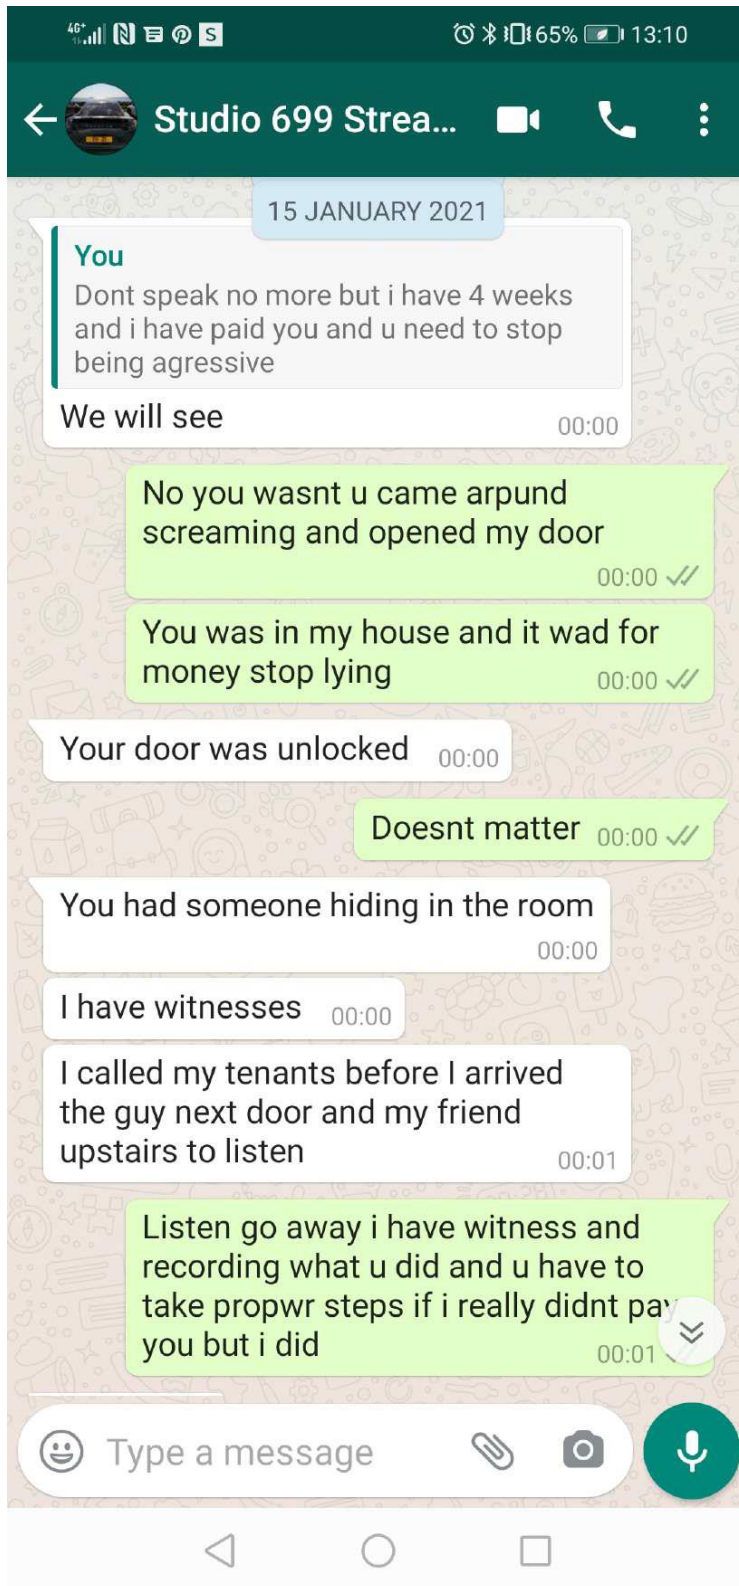 4G+
S
65% 13:10
Studio 699 Strea...
15 JANUARY 2021
You
Dont speak no more but i have 4 weeks
and i have paid you and u need to stop
being agressive
We will see 00:00
No you wasnt u came arpund
screaming and opened my door
00:00
You was in my house and it wad for
money stop lying 00:00
Your door was unlocked 00:00
Doesnt matter 00:00
You had someone hiding in the room
00:00
I have witnesses 00:00
I called my tenants before I arrived
the guy next door and my friend
upstairs to listen 00:01
Listen go away i have witness and
recording what u did and u have to
take propwr steps if i really didnt pay
you but i did 00:01
Type a message